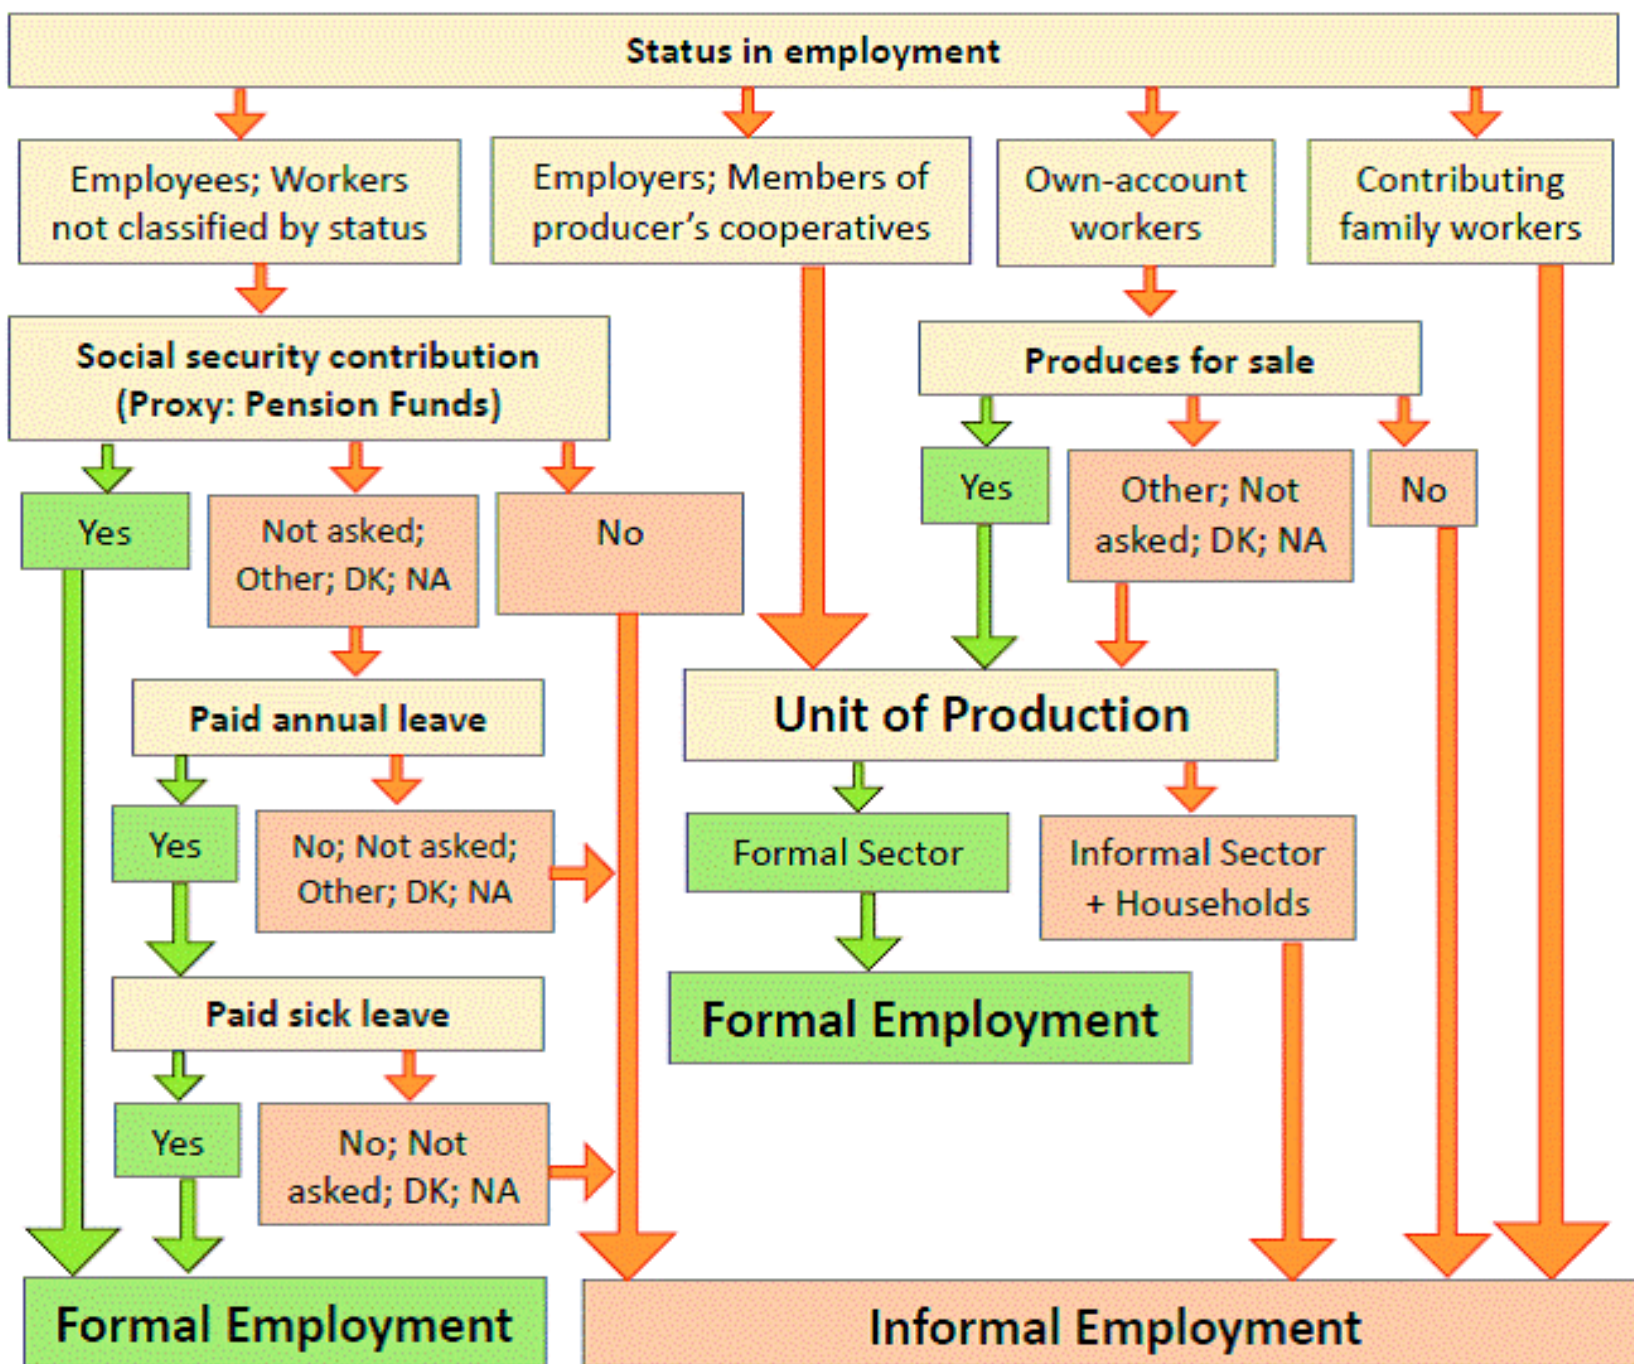 Status in employment
Employees; Workers
not classified by status
Employers; Members of
producer's cooperatives
Own-account
workers
Contributing
family workers
Social security contribution
(Proxy: Pension Funds)
Produces for sale
Yes
Not asked;
Other; DK; NA
No
Yes
Other; Not
asked; DK; NA
No
Paid annual leave
Unit of Production
Yes
No; Not asked;
Other; DK; NA
Formal Sector
Informal Sector
+ Households
Paid sick leave
Formal Employment
Yes
No; Not
asked; DK; NA
Formal Employment
Informal Employment